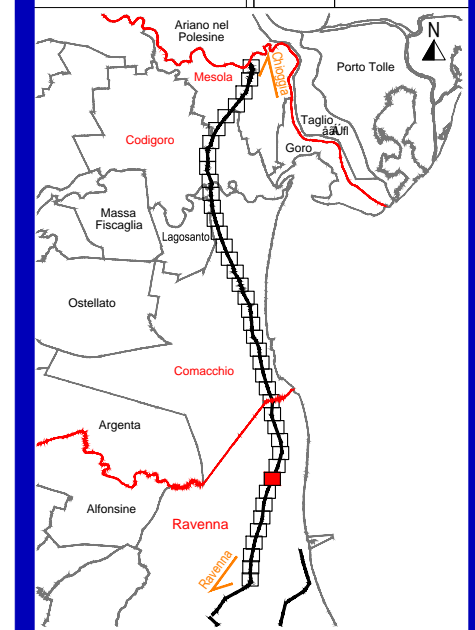 Ariano nel
Polesine
N
Mesola
Chioggia
Porto Tolle
Taglio
Codigoro
Goro
Massa
Fiscaglia
Lagosanto
Ostellato
Comacchio
Argenta
Alfonsine
Ravenna
Ravenna